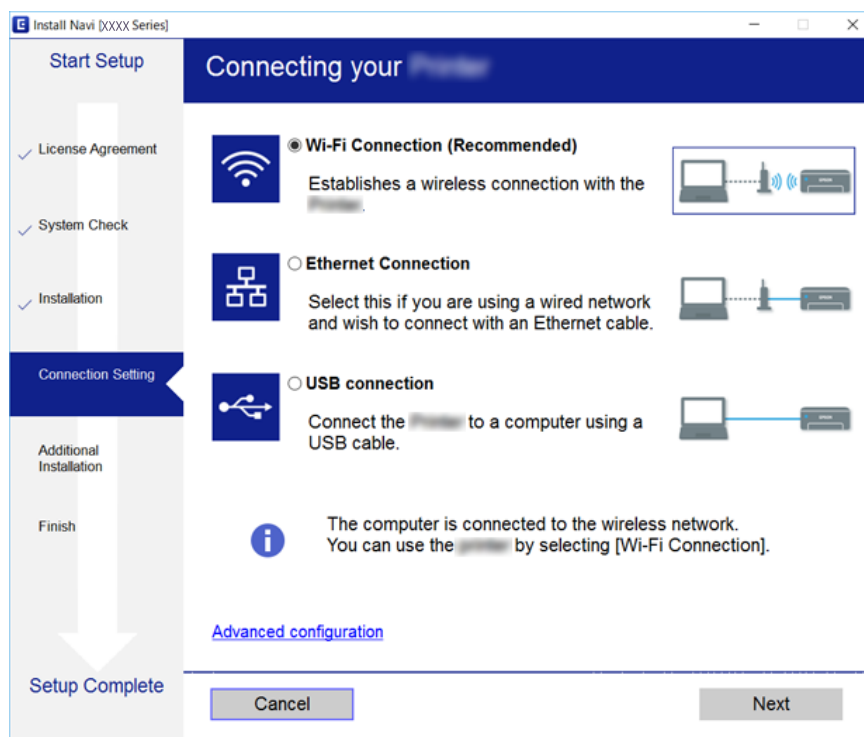 Install Navi [XXXX Series]
Start Setup
License Agreement
System Check
Installation
Connection Setting
Additional
Installation
Finish
Setup Complete
Connecting your
Wi-Fi Connection (Recommended)
Establishes a wireless connection with the
.
Ethernet Connection
Select this if you are using a wired network
and wish to connect with an Ethernet cable.
USB connection
Connect the to a computer using a
USB cable.
The computer is connected to the wireless network.
You can use the by selecting [Wi-Fi Connection].
Advanced configuration
Cancel
Next